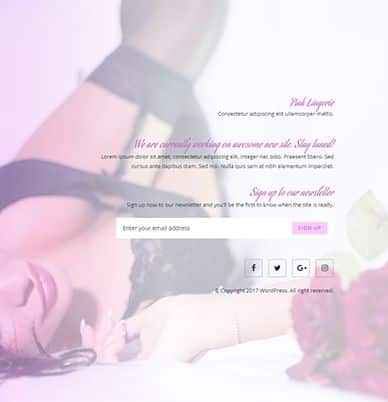 Pink Lingerie
Consectetur adipiscing elit ullamcorper mattis.
We are currently working on awesome new site. Stay tuned!
Lorem ipsum dolor sit amet, consectetur adipiscing elit. Integer nec odio. Praesent libero. Sed
cursus ante dapibus diam. Sed nisi. Nulla quis sem at nibh elementum imperdiet.
Sign up to our newsletter
Sign up now to our newsletter and you'll be the first to know when the site is ready.
Enter your email address
SIGN UP
© Copyright 2017 WordPress. All right reserved.